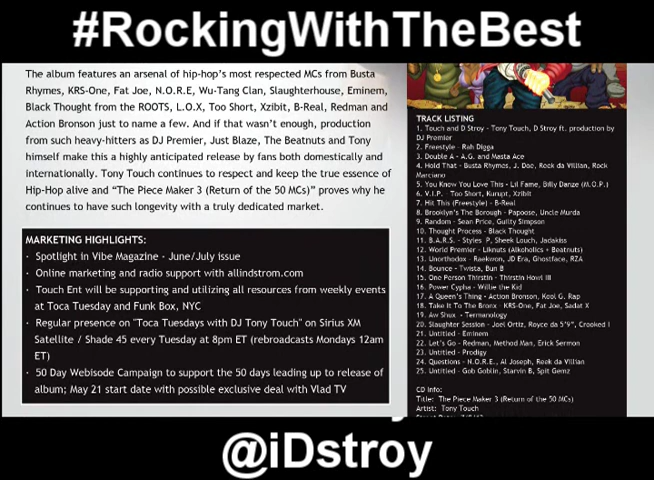 #RockingWithTheBest
The album features an arsenal of hip-hop's most respected MCs from Busta
Rhymes, KRS-One, Fat Joe, N.O.R.E, Wu-Tang Clan, Slaughterhouse, Eminem,
Black Thought from the ROOTS, L.O.X, Too Short, Xzibit, B-Real, Redman and
Action Bronson just to name a few. And if that wasn't enough, production
from such heavy-hitters as DJ Premier, Just Blaze, The Beatnuts and Tony
himself make this a highly anticipated release by fans both domestically and
internationally. Tony Touch continues to respect and keep the true essence of
Hip-Hop alive and "The Piece Maker 3 (Return of the 50 MCs)" proves why he
continues to have such longevity with a truly dedicated market.
MARKETING HIGHLIGHTS:
· Spotlight in Vibe Magazine - June/July issue
· Online marketing and radio support with allindstrom.com
· Touch Ent will be supporting and utilizing all resources from weekly events
at Toca Tuesday and Funk Box, NYC
· Regular presence on "Toca Tuesdays with DJ Tony Touch" on Sirius XM
Satellite / Shade 45 every Tuesday at 8pm ET (rebroadcasts Mondays 12am
ET)
· 50 Day Webisode Campaign to support the 50 days leading up to release of
album; May 21 start date with possible exclusive deal with Vlad TV
TRACK LISTING
1. Touch and D Stroy - Tony Touch, D Stroy ft. production by
DJ Premier
2. Freestyle - Rah Digga
3. Double A - A.G. and Masta Ace
4. Hold That - Busta Rhymes, J. Doe, Reek da Villian, Rock
Marciano
5. You Know You Love This - Lil Fame, Billy Danze (M.O.P.)
6. V.I.P. - Too Short, Kurupt, Xzibit
7. Hit This (Freestyle) - B-Real
8. Brooklyn's The Borough - Papoose, Uncle Murda
9. Random - Sean Price, Guilty Simpson
10. Thought Process - Black Thought
11. B.A.R.S. - Styles P, Sheek Louch, Jadakiss
12. World Premier - Liknuts (Alkoholics + Beatnuts)
13. Unorthodox - Raekwon, JD Era, Ghostface, RZA
14. Bounce - Twista, Bun B
15. One Person Thirstin - Thirstin Howl III
16. Power Cypha - Willie the Kid
17. A Queen's Thing - Action Bronson, Kool G. Rap
18. Take It To The Bronx - KRS-One, Fat Joe, Sadat X
19. Aw Shux. - Termanology
20. Slaughter Session - Joel Ortiz, Royce da 5'9", Crooked I
21. Untitled - Eminem
22. Let's Go - Redman, Method Man, Erick Sermon
23. Untitled - Prodigy
24. Questions - N.O.R.E., Al Joseph, Reek da Villian
25. Untitled - Gob Goblin, Starvin B, Spit Gemz
CD Info:
Title: The Piece Maker 3 (Return of the 50 MCs)
Artist: Tony Touch
@iDstroy